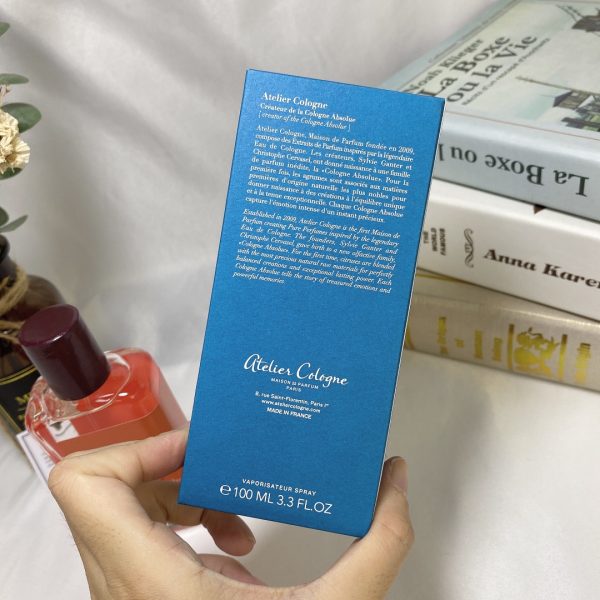 Atelier Cologne
Créateur de la Cologne Absolue
[ creator of the Cologne Absolue ]
Atelier Cologne, Maison de Parfum fondée en 2009,
compose des Extraits de Parfum inspirés par la légendaire
Eau de Cologne. Les créateurs, Sylvie Ganter et
Christophe Cervasel, ont donné naissance à une famille
de parfum inédite, la «Cologne Absolue». Pour la
première fois, les agrumes sont associés aux matières
premières d'origine naturelle les plus nobles pour
donner naissance à des créations à l'équilibre unique
et à la tenue exceptionnelle. Chaque Cologne Absolue
capture l'émotion intense d'un instant précieux.
Established in 2009, Atelier Cologne is the first Maison de
Parfum creating Pure Perfumes inspired by the legendary
Eau de Cologne. The founders, Sylvie Ganter and
Christophe Cervasel, gave birth to a new olfactive family,
«Cologne Absolue». For the first time, citruses are blended
with the most precious natural raw materials for perfectly
balanced creations and exceptional lasting power. Each
Cologne Absolue tells the story of treasured emotions and
powerful memories.
Atelier Cologne
MAISON DE PARFUM
PARIS
8, rue Saint-Florentin, Paris Iᵉʳ
www.ateliercologne.com
MADE IN FRANCE
VAPORISATEUR SPRAY
℮ 100 ML 3.3 FL.OZ
Noah Klieger
La Boxe
ou la Vie
La Boxe ou l
THE WORLD FAMOUS
Anna Karen
of